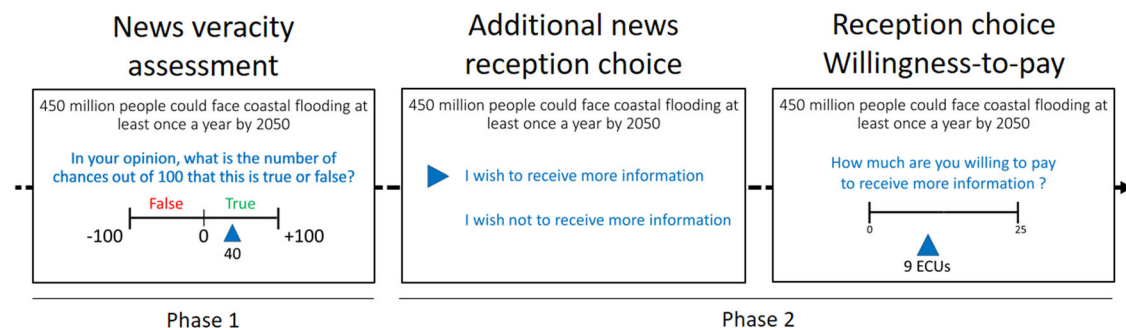 News veracity
assessment
450 million people could face coastal flooding at
least once a year by 2050
In your opinion, what is the number of
chances out of 100 that this is true or false?
False
True
-100
0
+100
40
Additional news
reception choice
450 million people could face coastal flooding at
least once a year by 2050
I wish to receive more information
I wish not to receive more information
Reception choice
Willingness-to-pay
450 million people could face coastal flooding at
least once a year by 2050
How much are you willing to pay
to receive more information ?
0
25
9 ECUs
Phase 1
Phase 2